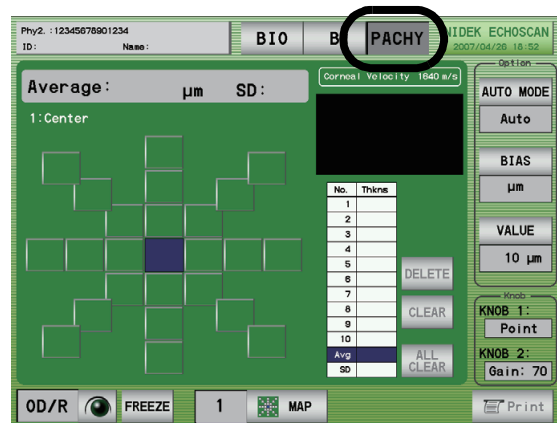 Phy2. :12345678901234
ID:
Name:
BIO
B
PACHY
NIDEK ECHOSCAN
2007/04/26 16:52
Average:
µm
SD:
Corneal Velocity 1640 m/s
1:Center
No. Thkns
1
2
3
4
5
6
7
8
9
10
Avg
SD
DELETE
CLEAR
ALL
CLEAR
Option
AUTO MODE
Auto
BIAS
µm
VALUE
10 µm
Knob
KNOB 1:
Point
KNOB 2:
Gain: 70
OD/R
FREEZE
1
MAP
Print